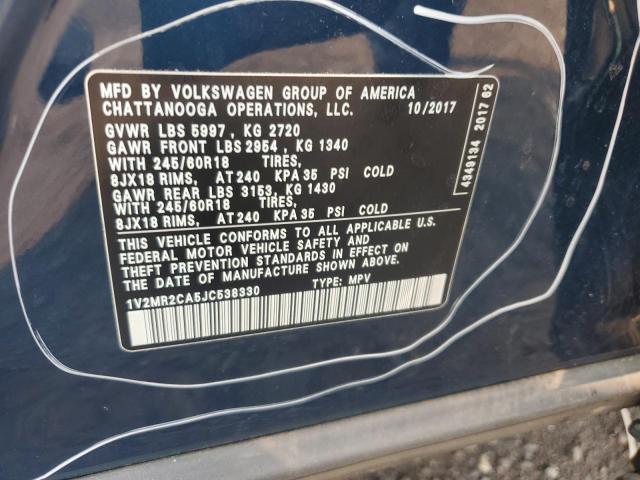 MFD BY VOLKSWAGEN GROUP OF AMERICA
CHATTANOOGA OPERATIONS, LLC. 10/2017
GVWR LBS 5997, KG 2720
GAWR FRONT LBS 2954, KG 1340
WITH 245/60R18 TIRES,
8JX18 RIMS, AT 240 KPA 35 PSI COLD
GAWR REAR LBS 3153, KG 1430
WITH 245/60R18 TIRES,
8JX18 RIMS, AT 240 KPA 35 PSI COLD
THIS VEHICLE CONFORMS TO ALL APPLICABLE U.S.
FEDERAL MOTOR VEHICLE SAFETY AND
THEFT PREVENTION STANDARDS IN EFFECT ON
THE DATE OF MANUFACTURE SHOWN ABOVE.
1V2MR2CA5JC538330 TYPE: MPV
4349134 2017 62